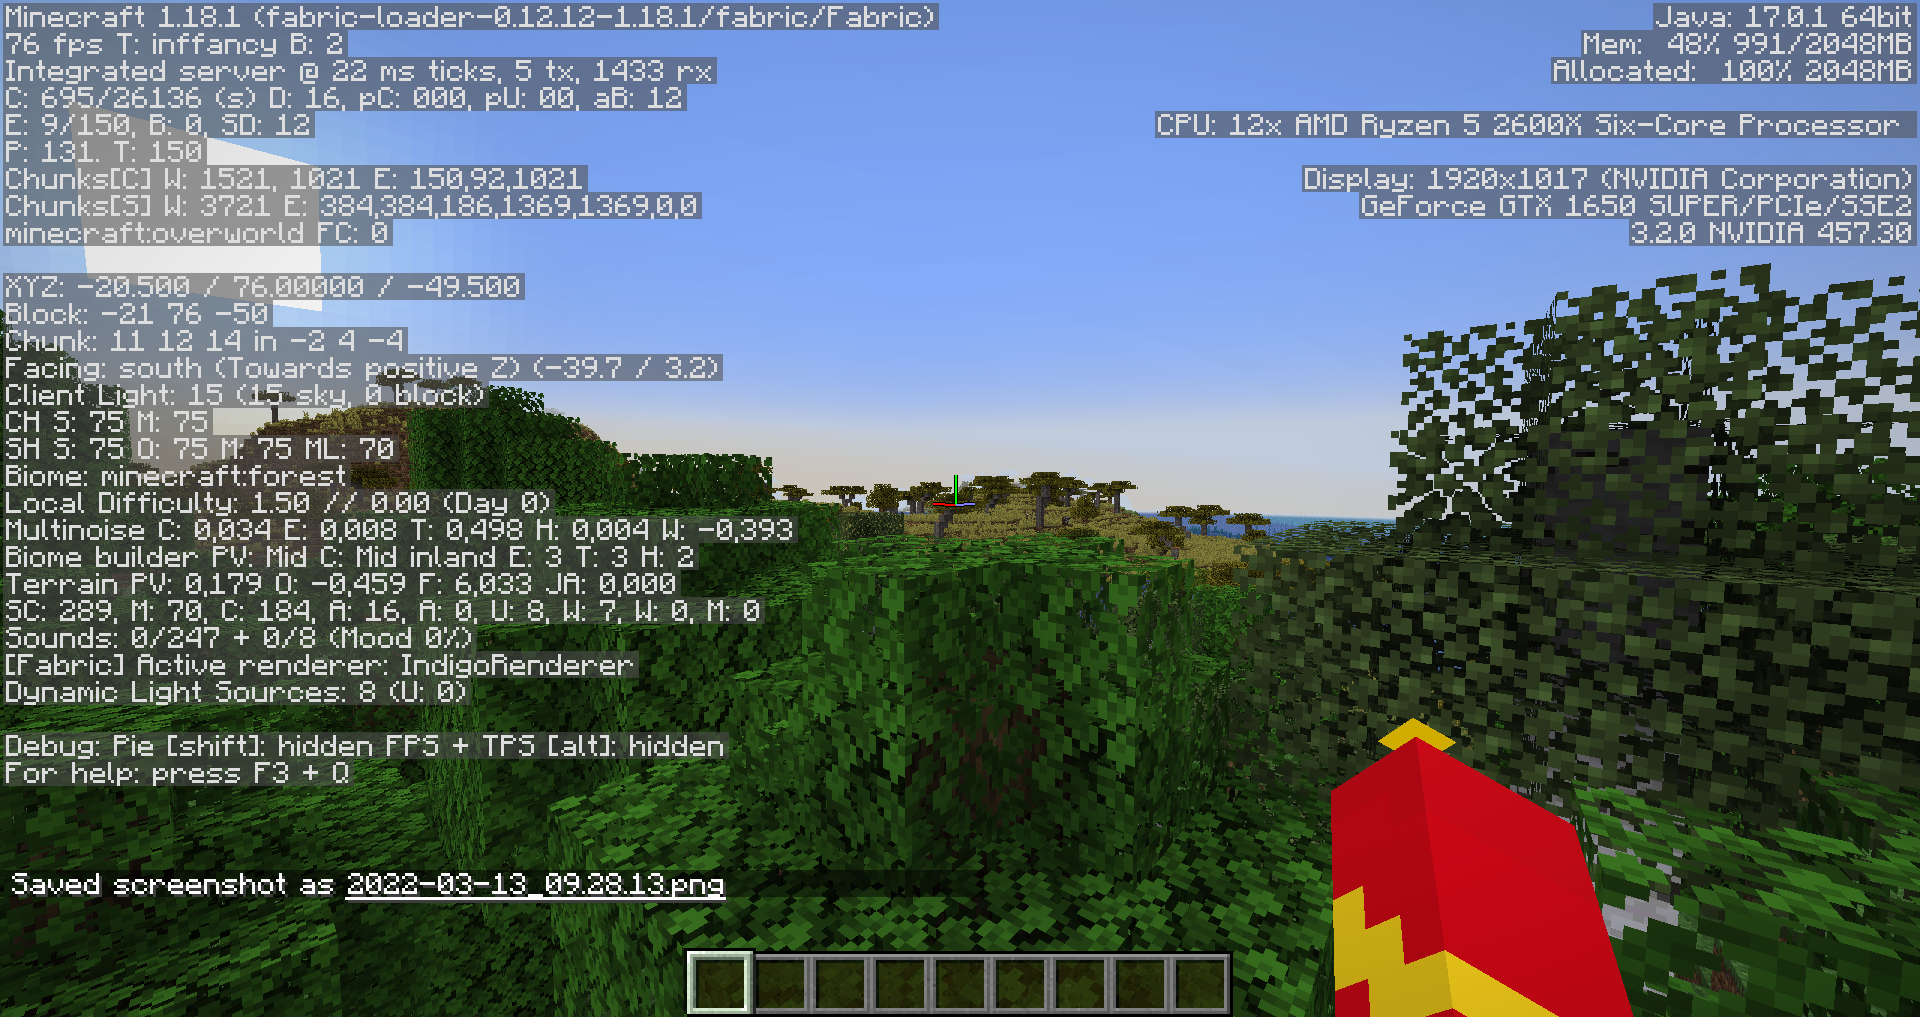 Minecraft 1.18.1 (fabric-loader-0.12.12-1.18.1/fabric/Fabric)
76 fps T: inffancy B: 2
Integrated server @ 22 ms ticks, 5 tx, 1433 rx
C: 695/26136 (s) D: 16, pC: 000, pU: 00, aB: 12
E: 9/150, B: 0, SD: 12
P: 131. T: 150
Chunks[C] W: 1521, 1021 E: 150,92,1021
Chunks[S] W: 3721 E: 384,384,186,1369,1369,0,0
minecraft:overworld FC: 0
XYZ: -20.500 / 76.00000 / -49.500
Block: -21 76 -50
Chunk: 11 12 14 in -2 4 -4
Facing: south (Towards positive Z) (-39.7 / 3.2)
Client Light: 15 (15 sky, 0 block)
CH S: 75 M: 75
SH S: 75 O: 75 M: 75 ML: 70
Biome: minecraft:forest
Local Difficulty: 1.50 // 0.00 (Day 0)
Multinoise C: 0,034 E: 0,008 T: 0,498 H: 0,004 W: -0,393
Biome builder PV: Mid C: Mid inland E: 3 T: 3 H: 2
Terrain PV: 0,179 O: -0,459 F: 6,033 JA: 0,000
SC: 289, M: 70, C: 184, A: 16, A: 0, U: 8, W: 7, W: 0, M: 0
Sounds: 0/247 + 0/8 (Mood 0%)
[Fabric] Active renderer: IndigoRenderer
Dynamic Light Sources: 8 (U: 0)
Debug: Pie [shift]: hidden FPS + TPS [alt]: hidden
For help: press F3 + Q
Saved screenshot as 2022-03-13_09.28.13.png
Java: 17.0.1 64bit
Mem: 48% 991/2048MB
Allocated: 100% 2048MB
CPU: 12x AMD Ryzen 5 2600X Six-Core Processor
Display: 1920x1017 (NVIDIA Corporation)
GeForce GTX 1650 SUPER/PCIe/SSE2
3.2.0 NVIDIA 457.30